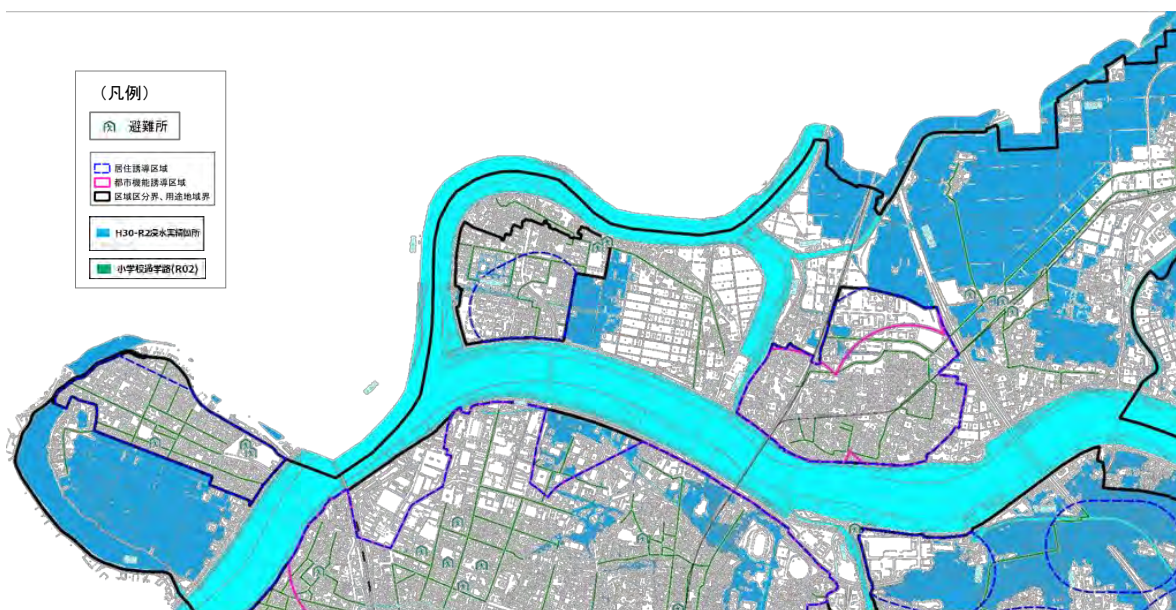 （凡例）
避難所
居住誘導区域
都市機能誘導区域
区域区分界、用途地域界
H30-R2浸水実績箇所
小学校通学路(R02)